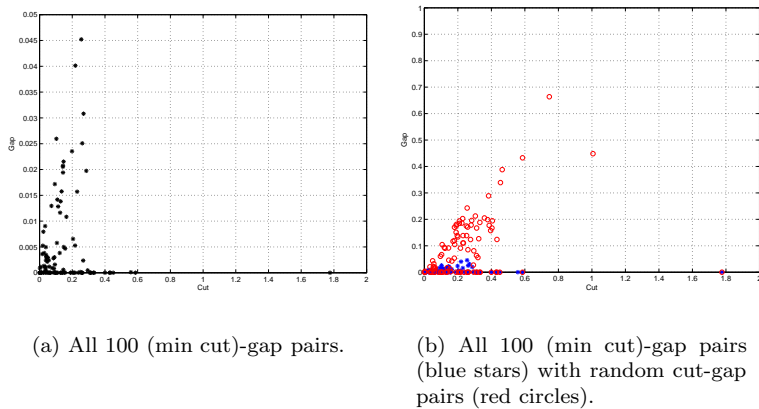 0.05
0.045
0.04
0.035
0.03
0.025
0.02
0.015
0.01
0.005
0
Gap
0 0.2 0.4 0.6 0.8 1 1.2 1.4 1.6 1.8 2
Cut
1
0.9
0.8
0.7
0.6
0.5
0.4
0.3
0.2
0.1
0
Gap
0 0.2 0.4 0.6 0.8 1 1.2 1.4 1.6 1.8 2
Cut
(a) All 100 (min cut)-gap pairs.
(b) All 100 (min cut)-gap pairs
(blue stars) with random cut-gap
pairs (red circles).